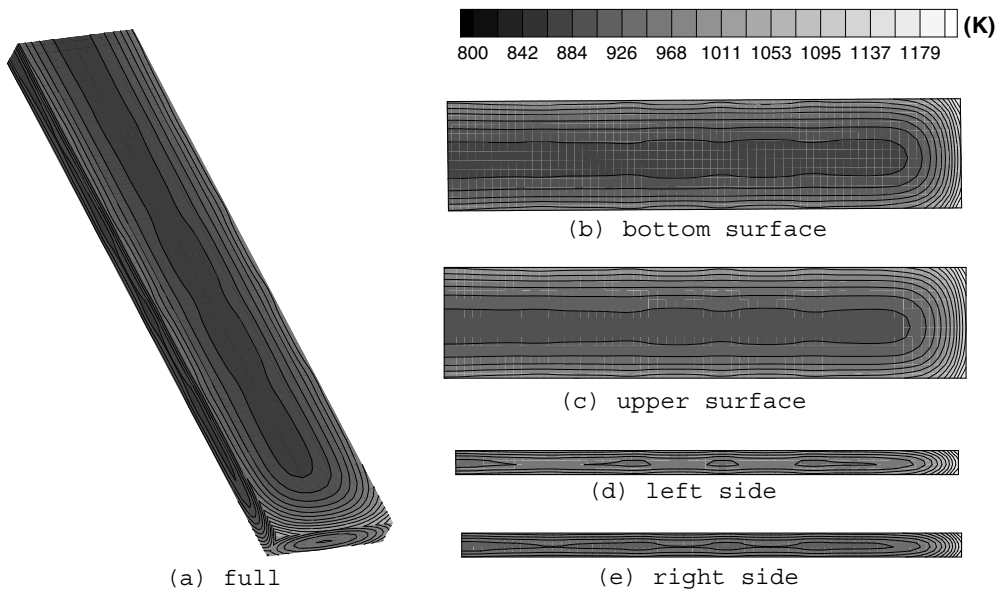 (K)
800 842 884 926 968 1011 1053 1095 1137 1179
(b) bottom surface
(c) upper surface
(d) left side
(a) full
(e) right side